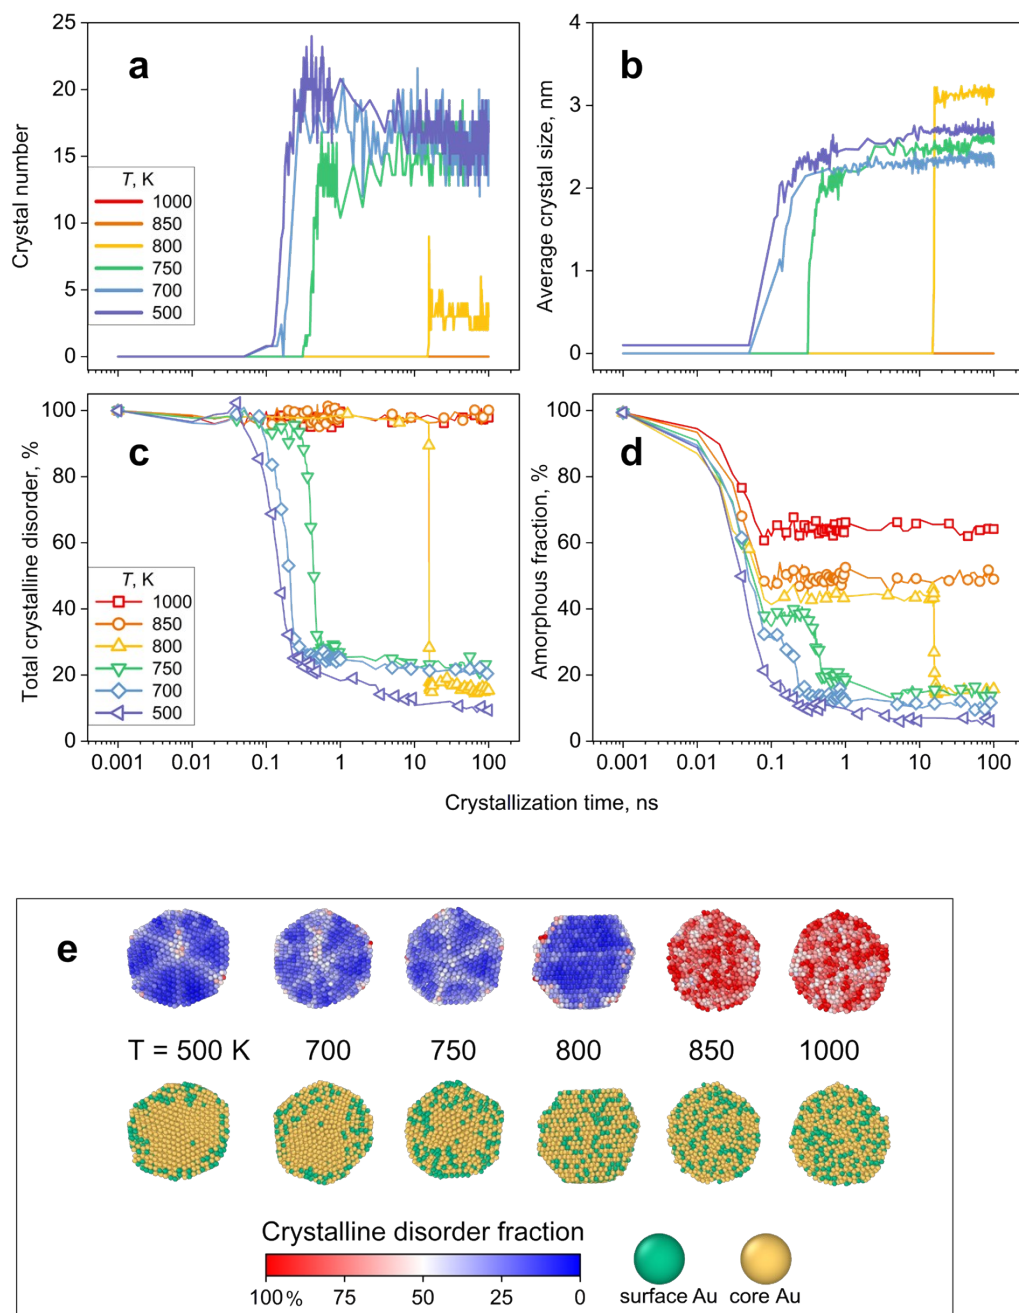 a
Crystal number
25
20
15
10
5
0
T, K
1000
850
800
750
700
500
b
Average crystal size, nm
4
3
2
1
0
c
Total crystalline disorder, %
100
80
60
40
20
0
T, K
1000
850
800
750
700
500
0.001 0.01 0.1 1 10 100
d
Amorphous fraction, %
100
80
60
40
20
0
0.001 0.01 0.1 1 10 100
Crystallization time, ns
e
T = 500 K 700 750 800 850 1000
Crystalline disorder fraction
100 % 75 50 25 0
surface Au core Au